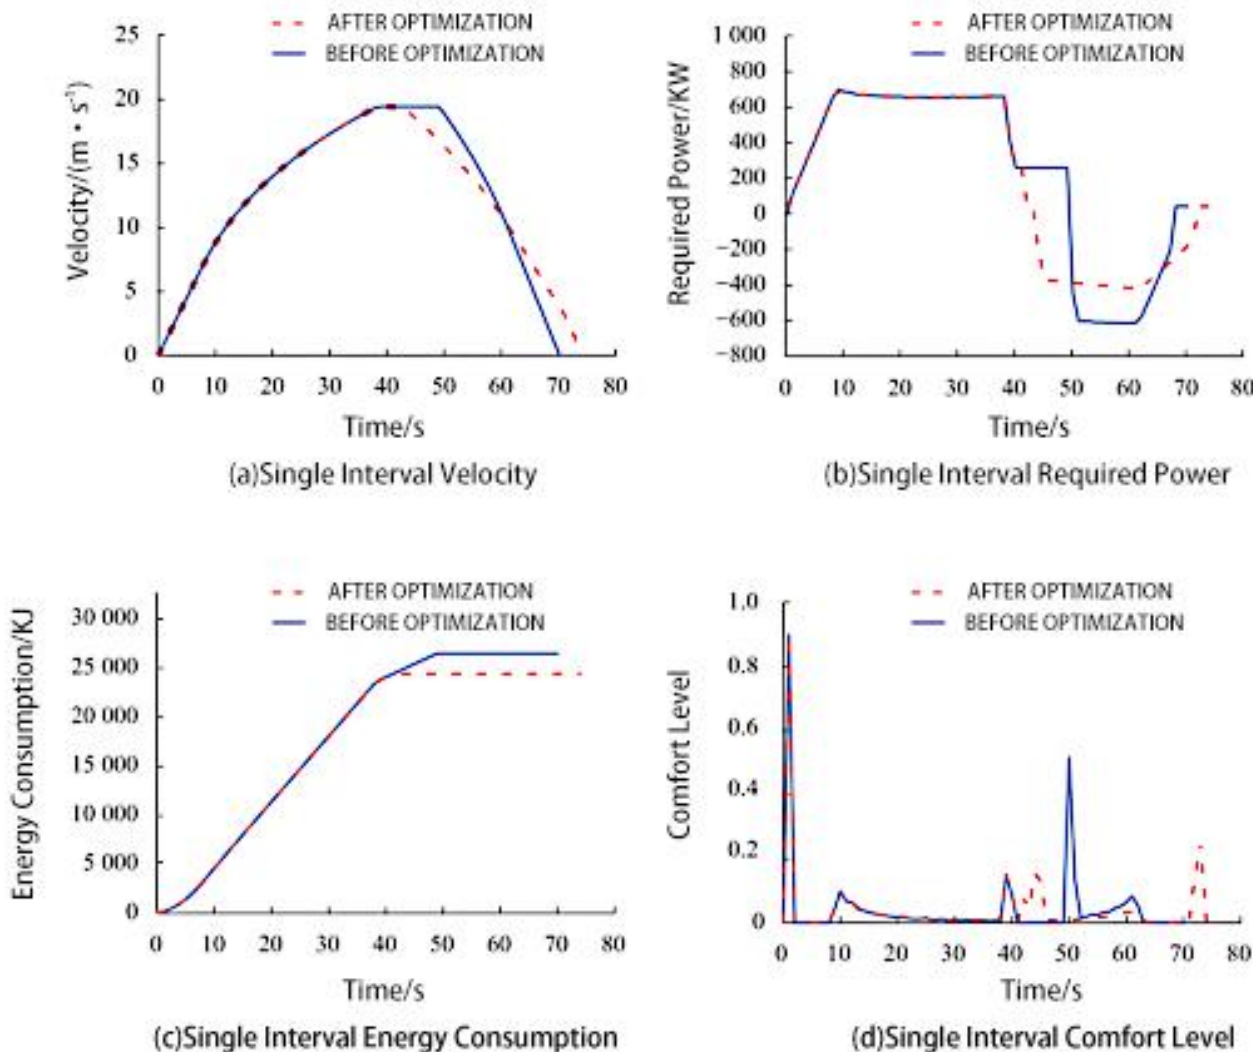 AFTER OPTIMIZATION
BEFORE OPTIMIZATION
25
20
15
10
5
0
Velocity/(m · s⁻¹)
0 10 20 30 40 50 60 70 80
Time/s
(a)Single Interval Velocity
AFTER OPTIMIZATION
BEFORE OPTIMIZATION
1 000
800
600
400
200
0
−200
−400
−600
−800
Required Power/KW
0 10 20 30 40 50 60 70 80
Time/s
(b)Single Interval Required Power
AFTER OPTIMIZATION
BEFORE OPTIMIZATION
30 000
25 000
20 000
15 000
10 000
5 000
0
Energy Consumption/KJ
0 10 20 30 40 50 60 70 80
Time/s
(c)Single Interval Energy Consumption
AFTER OPTIMIZATION
BEFORE OPTIMIZATION
1.0
0.8
0.6
0.4
0.2
0
Comfort Level
0 10 20 30 40 50 60 70 80
Time/s
(d)Single Interval Comfort Level